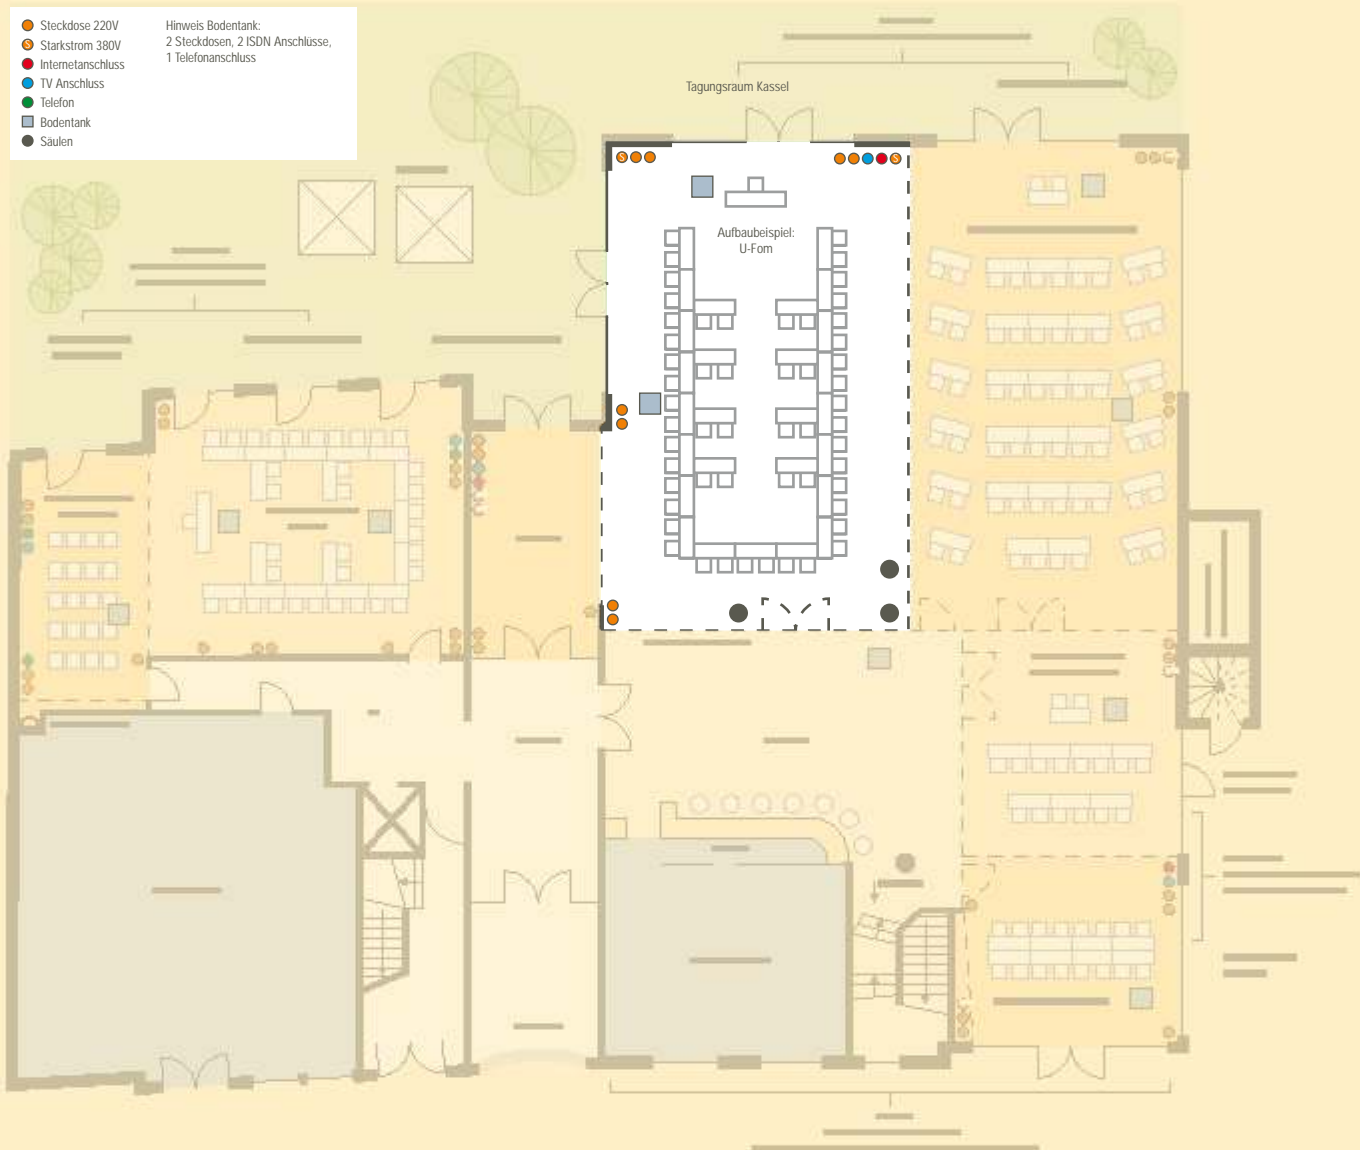 Steckdose 220V
Starkstrom 380V
Internetanschluss
TV Anschluss
Telefon
Bodentank
Säulen
Hinweis Bodentank:
2 Steckdosen, 2 ISDN Anschlüsse,
1 Telefonanschluss
Tagungsraum Kassel
S
S
S
Aufbaubeispiel:
U-Fom